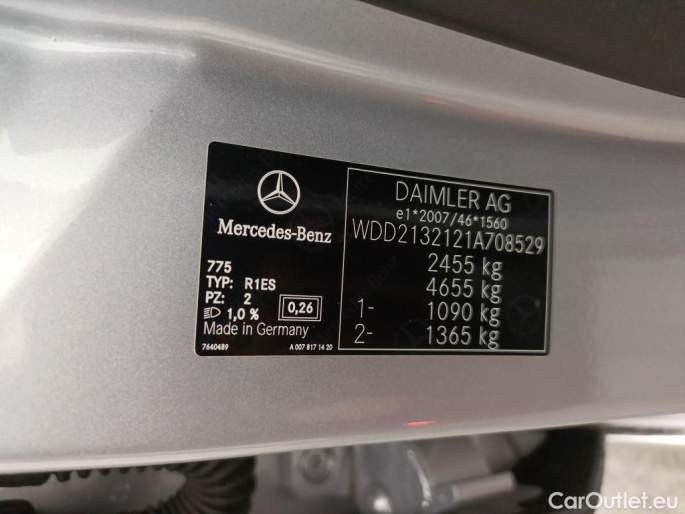 Mercedes-Benz
775
TYP: R1ES
PZ: 2
1,0 % 0,26
Made in Germany
7640489 A 007 817 14 20
DAIMLER AG
e1*2007/46*1560
WDD2132121A708529
2455 kg
4655 kg
1- 1090 kg
2- 1365 kg
CarOutlet.eu